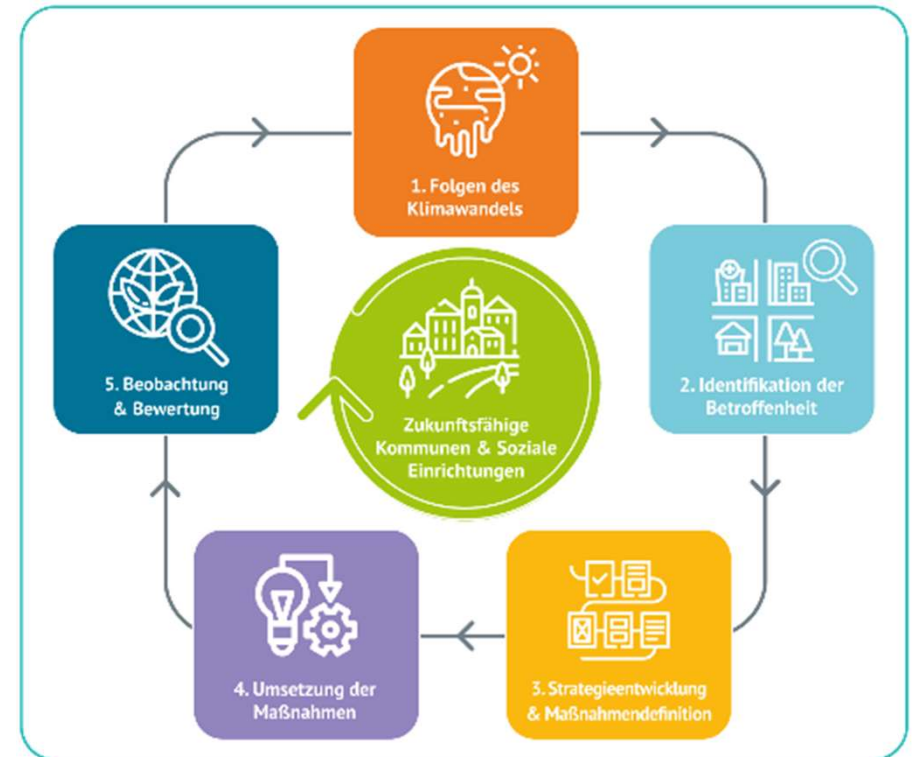 1. Folgen des
Klimawandels
2. Identifikation der
Betroffenheit
3. Strategieentwicklung
& Maßnahmendefinition
4. Umsetzung der
Maßnahmen
5. Beobachtung
& Bewertung
Zukunftsfähige
Kommunen & Soziale
Einrichtungen